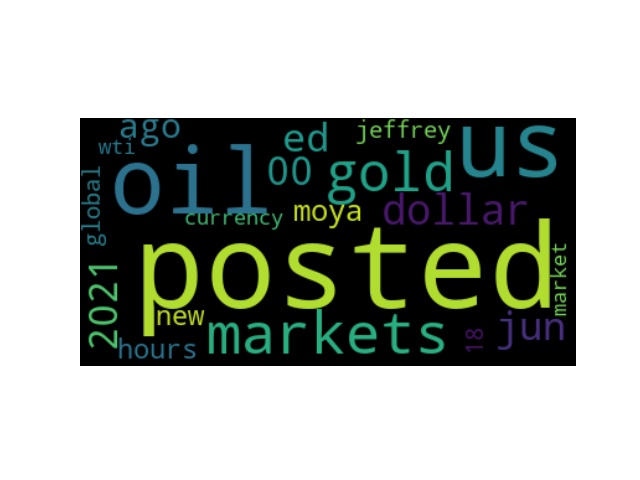 ago
jeffrey
us
wti
ed
oil
00
gold
global
dollar
currency
moya
posted
2021
market
new
markets
18
jun
hours